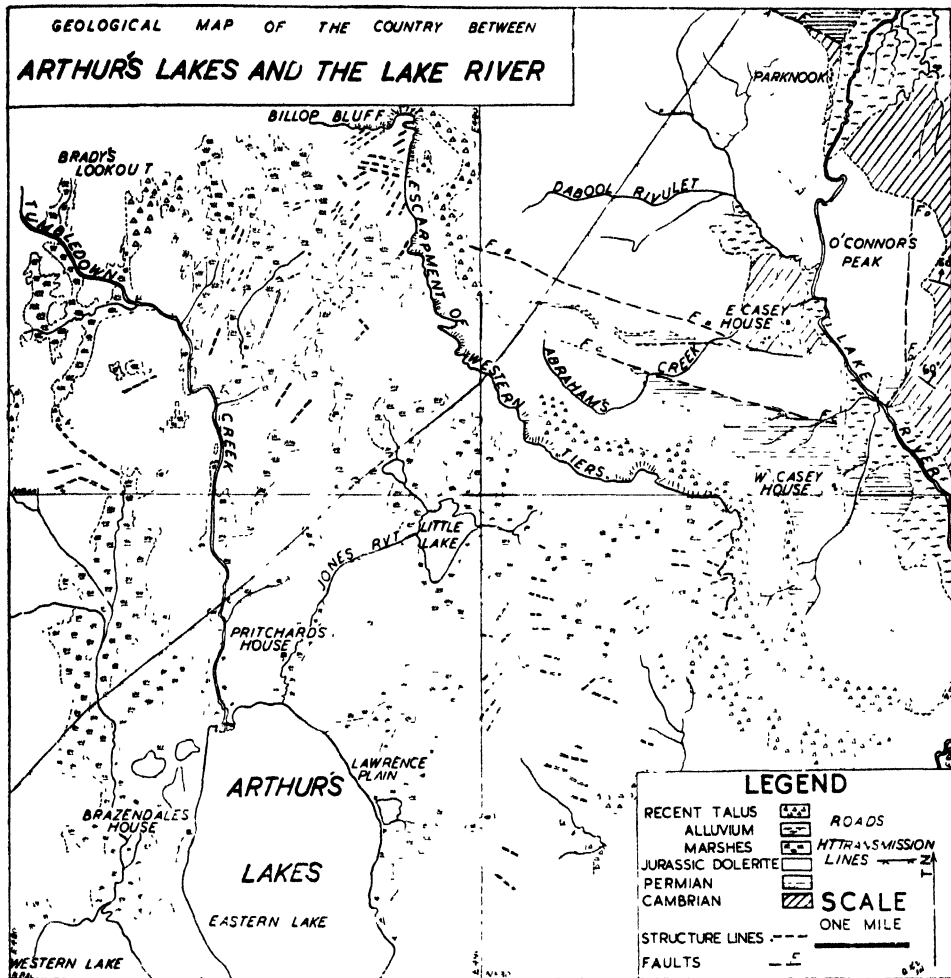 GEOLOGICAL MAP OF THE COUNTRY BETWEEN
ARTHUR'S LAKES AND THE LAKE RIVER
BILLOP BLUFF
PARKNOOK
BRADY'S
LOOKOUT
TUMBLEDOWN
CREEK
ESCARPMENT OF
WESTERN
TIERS
DABOOL RIVULET
O'CONNOR'S
PEAK
E CASEY
HOUSE
ABRAHAM'S
CREEK
LAKE
RIVER
60°
W CASEY
HOUSE
LITTLE
LAKE
JONES RVT
PRITCHARD'S
HOUSE
ARTHUR'S
LAKES
LAWRENCE
PLAIN
BRAZENDALES
HOUSE
EASTERN LAKE
WESTERN LAKE
LEGEND
RECENT TALUS
ALLUVIUM
MARSHES
JURASSIC DOLERITE
PERMIAN
CAMBRIAN
STRUCTURE LINES
FAULTS F
ROADS
HT TRANSMISSION
LINES
N
SCALE
ONE MILE